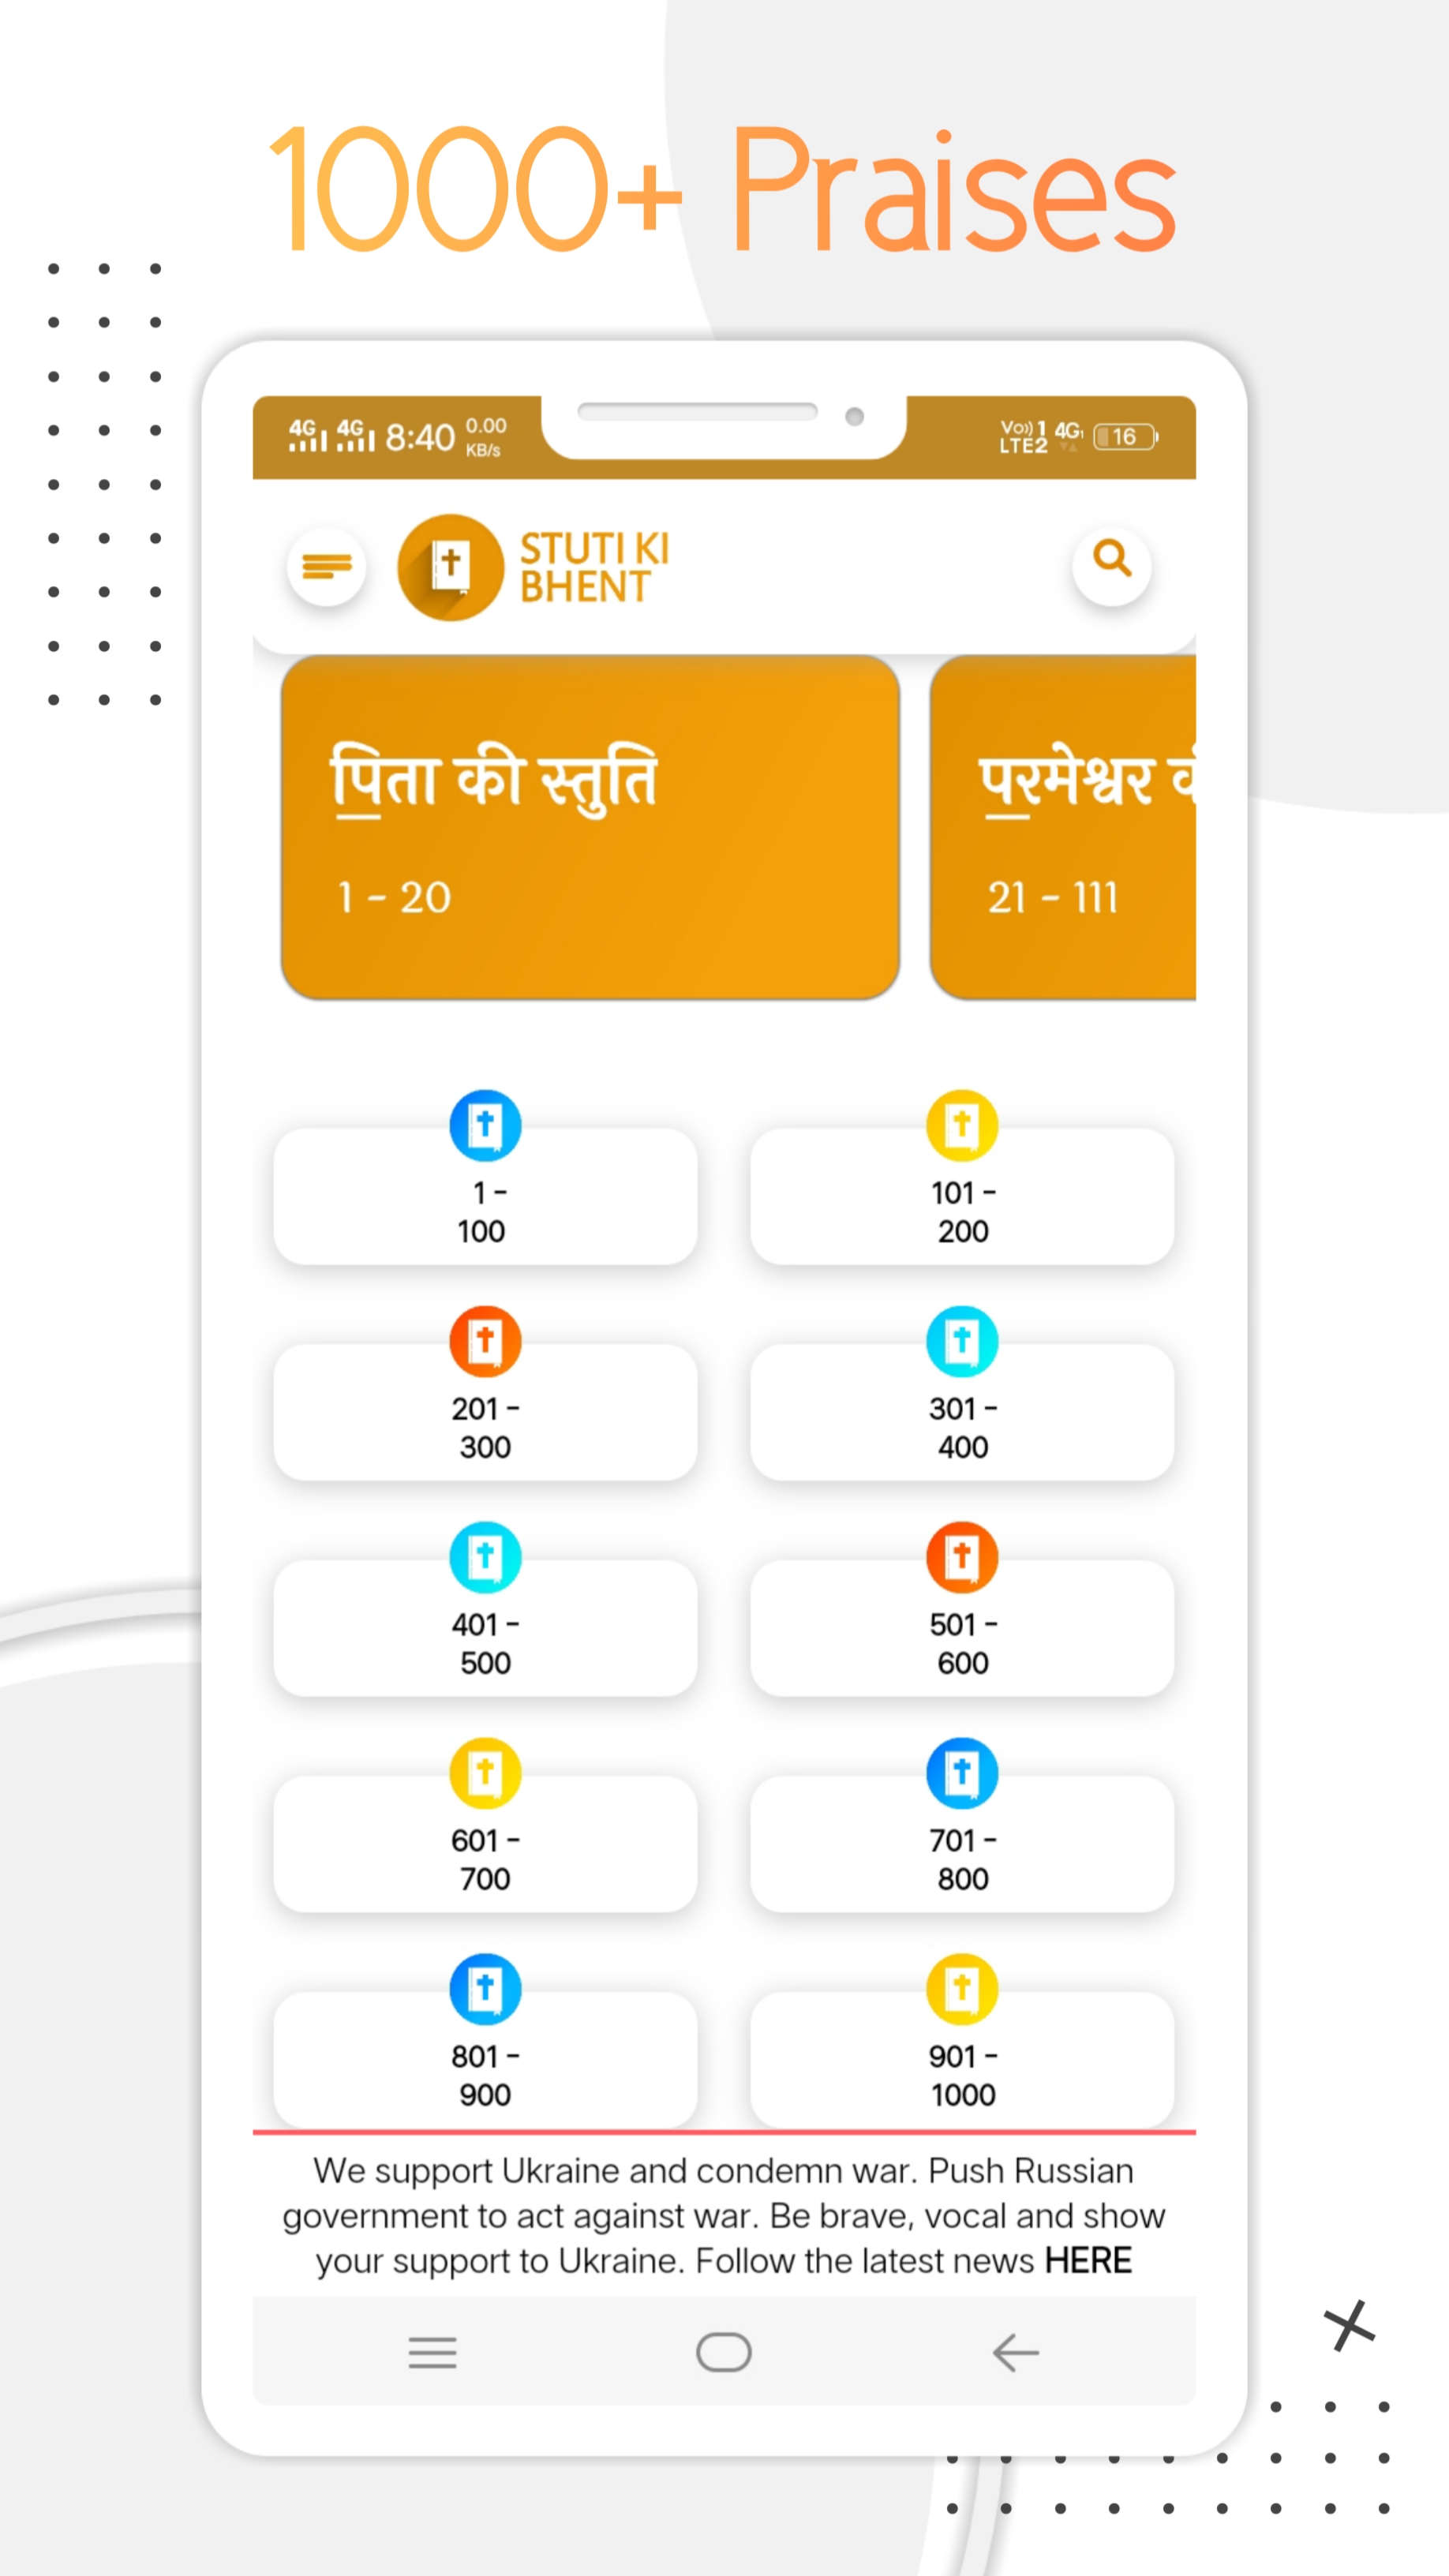 1000+ Praises
4G 4G 8:40 0.00 KB/s
Vo)) 1 4G 16
LTE2
STUTI KI
BHENT
पिता की स्तुति
1 - 20
परमेश्वर
21 - 111
1 -
100
101 -
200
201 -
300
301 -
400
401 -
500
501 -
600
601 -
700
701 -
800
801 -
900
901 -
1000
We support Ukraine and condemn war. Push Russian
government to act against war. Be brave, vocal and show
your support to Ukraine. Follow the latest news HERE